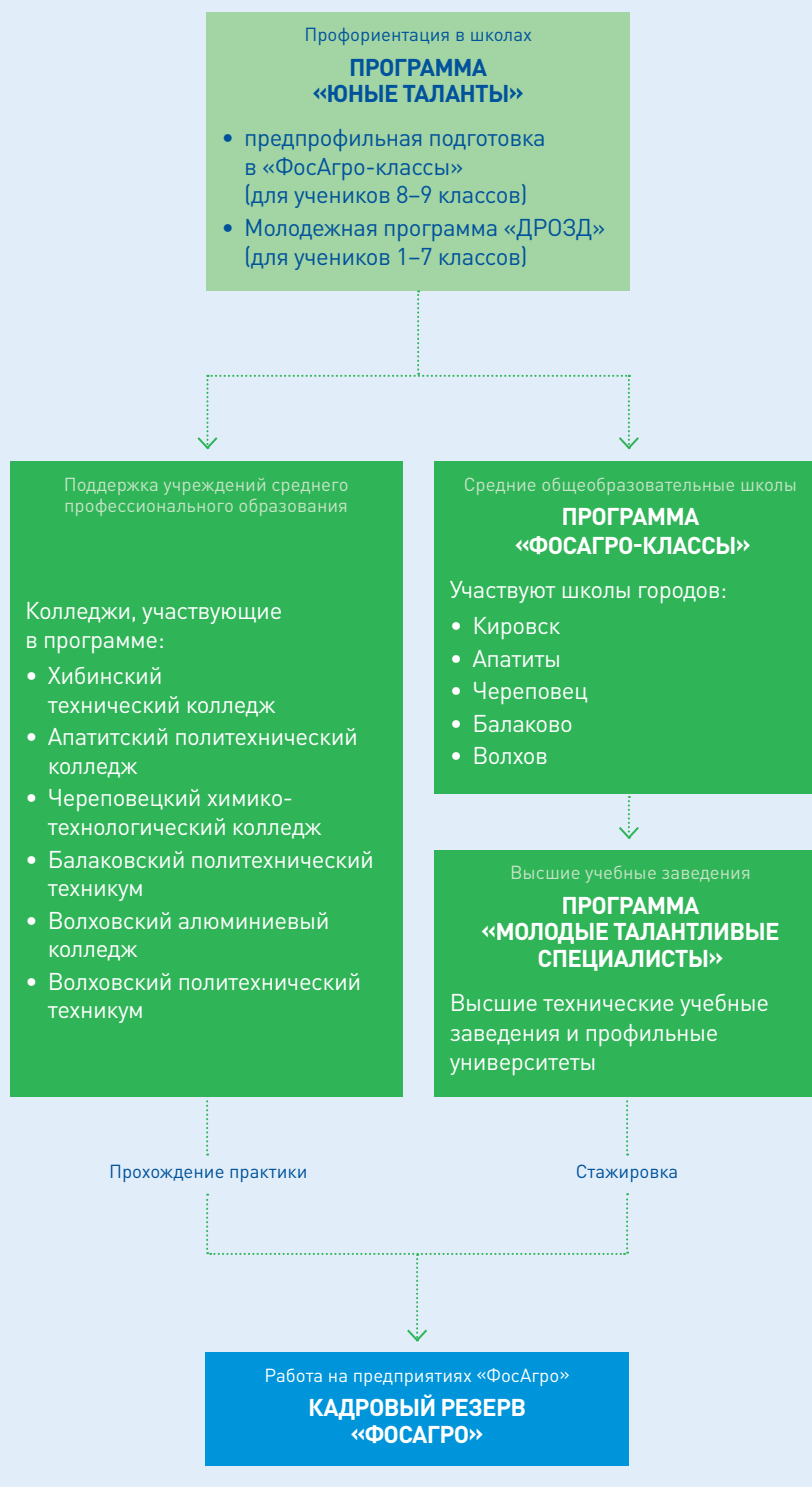 Профориентация в школах
ПРОГРАММА
«ЮНЫЕ ТАЛАНТЫ»
• предпрофильная подготовка
в «ФосАгро-классы»
(для учеников 8–9 классов)
• Молодежная программа «ДРОЗД»
(для учеников 1–7 классов)
Поддержка учреждений среднего
профессионального образования
Колледжи, участвующие
в программе:
• Хибинский
технический колледж
• Апатитский политехнический
колледж
• Череповецкий химико-
технологический колледж
• Балаковский политехнический
техникум
• Волховский алюминиевый
колледж
• Волховский политехнический
техникум
Средние общеобразовательные школы
ПРОГРАММА
«ФОСАГРО-КЛАССЫ»
Участвуют школы городов:
• Кировск
• Апатиты
• Череповец
• Балаково
• Волхов
Высшие учебные заведения
ПРОГРАММА
«МОЛОДЫЕ ТАЛАНТЛИВЫЕ
СПЕЦИАЛИСТЫ»
Высшие технические учебные
заведения и профильные
университеты
Прохождение практики
Стажировка
Работа на предприятиях «ФосАгро»
КАДРОВЫЙ РЕЗЕРВ
«ФОСАГРО»